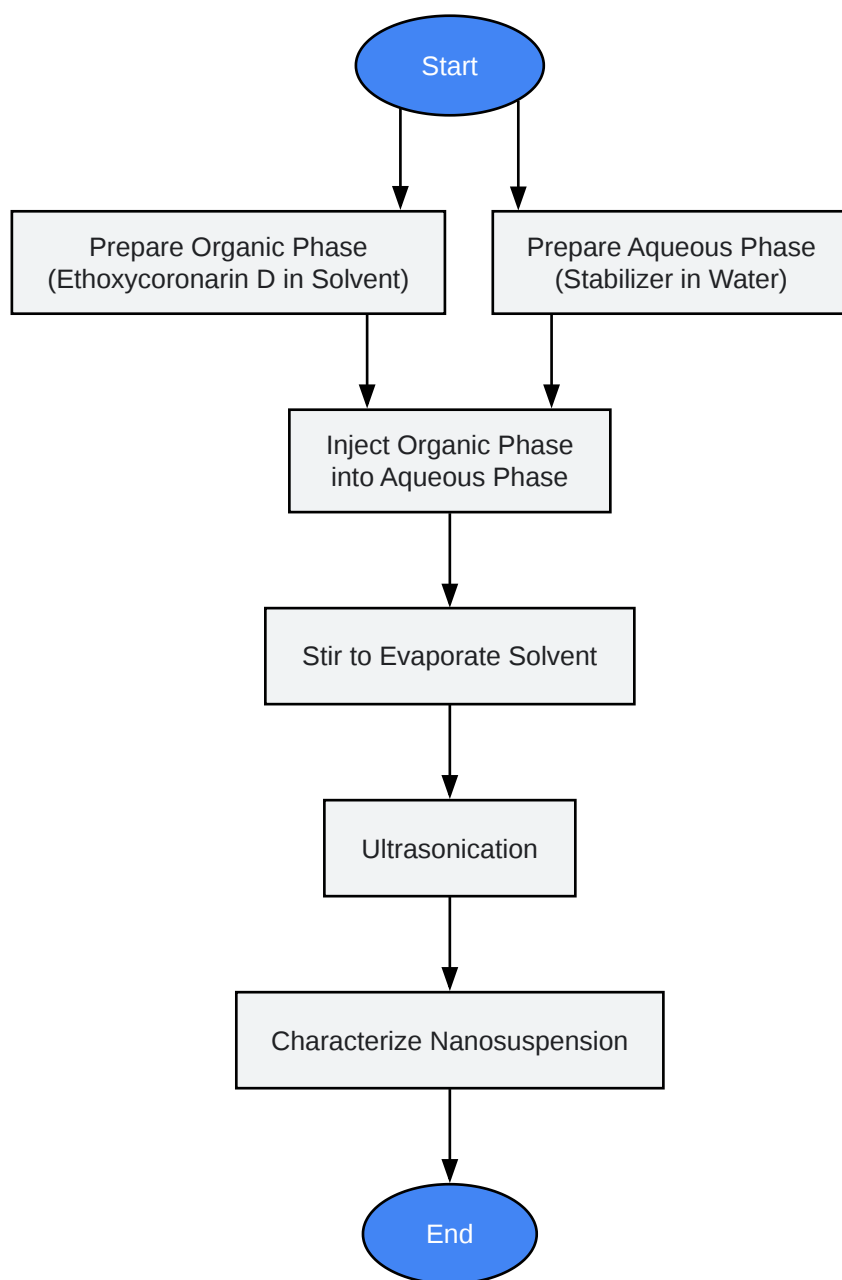 Start
Prepare Organic Phase
(Ethoxycoronarin D in Solvent)
Prepare Aqueous Phase
(Stabilizer in Water)
Inject Organic Phase
into Aqueous Phase
Stir to Evaporate Solvent
Ultrasonication
Characterize Nanosuspension
End